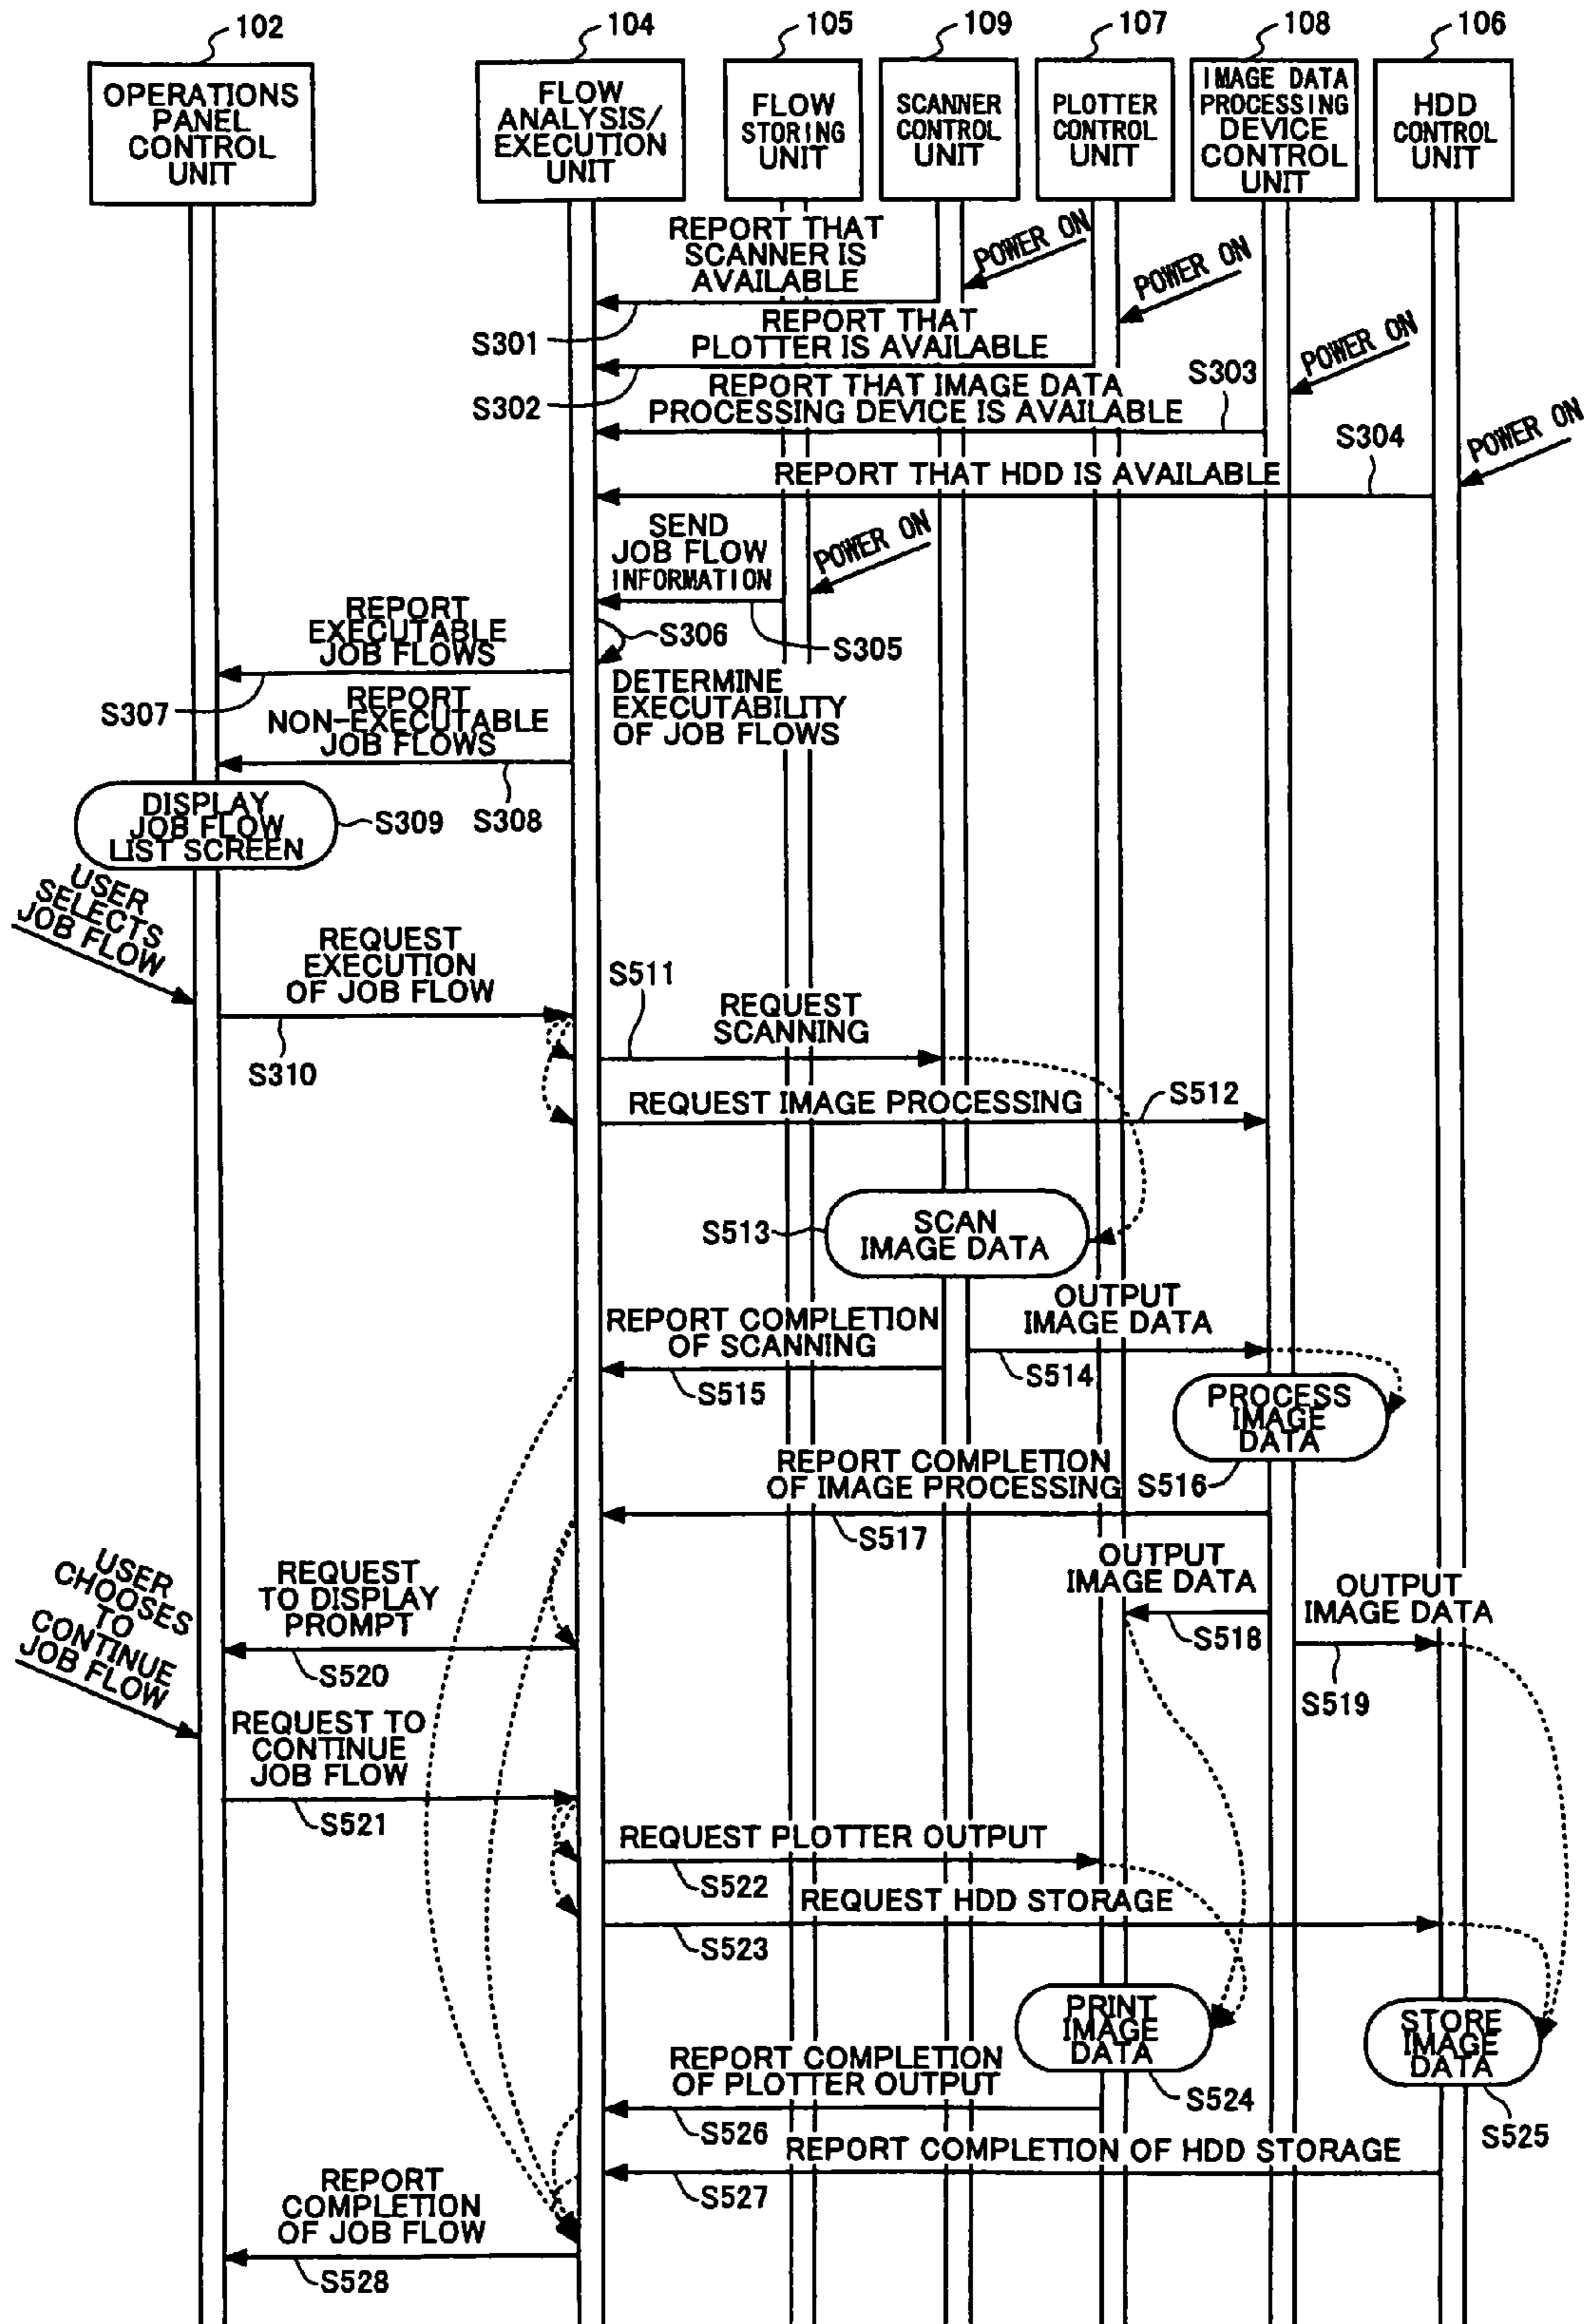 102
104
105
109
107
108
106
OPERATIONS
PANEL
CONTROL
UNIT
FLOW
ANALYSIS/
EXECUTION
UNIT
FLOW
STORING
UNIT
SCANNER
CONTROL
UNIT
PLOTTER
CONTROL
UNIT
IMAGE DATA
PROCESSING
DEVICE
CONTROL
UNIT
HDD
CONTROL
UNIT
REPORT THAT
SCANNER IS
AVAILABLE
POWER ON
S301
REPORT THAT
PLOTTER IS AVAILABLE
POWER ON
S302
REPORT THAT IMAGE DATA
PROCESSING DEVICE IS AVAILABLE
S303
POWER ON
REPORT THAT HDD IS AVAILABLE
S304
POWER ON
SEND
JOB FLOW
INFORMATION
POWER ON
S305
S306
DETERMINE
EXECUTABILITY
OF JOB FLOWS
REPORT
EXECUTABLE
JOB FLOWS
S307
REPORT
NON-EXECUTABLE
JOB FLOWS
S308
DISPLAY
JOB FLOW
LIST SCREEN
S309
USER
SELECTS
JOB FLOW
REQUEST
EXECUTION
OF JOB FLOW
S310
S511
REQUEST
SCANNING
REQUEST IMAGE PROCESSING
S512
S513
SCAN
IMAGE DATA
OUTPUT
IMAGE DATA
S514
REPORT COMPLETION
OF SCANNING
S515
PROCESS
IMAGE
DATA
S516
REPORT COMPLETION
OF IMAGE PROCESSING
S517
OUTPUT
IMAGE DATA
S518
OUTPUT
IMAGE DATA
S519
REQUEST
TO DISPLAY
PROMPT
S520
USER
CHOOSES
TO
CONTINUE
JOB FLOW
REQUEST TO
CONTINUE
JOB FLOW
S521
REQUEST PLOTTER OUTPUT
S522
REQUEST HDD STORAGE
S523
PRINT
IMAGE
DATA
S524
STORE
IMAGE
DATA
S525
REPORT COMPLETION
OF PLOTTER OUTPUT
S526
REPORT COMPLETION OF HDD STORAGE
S527
REPORT
COMPLETION
OF JOB FLOW
S528